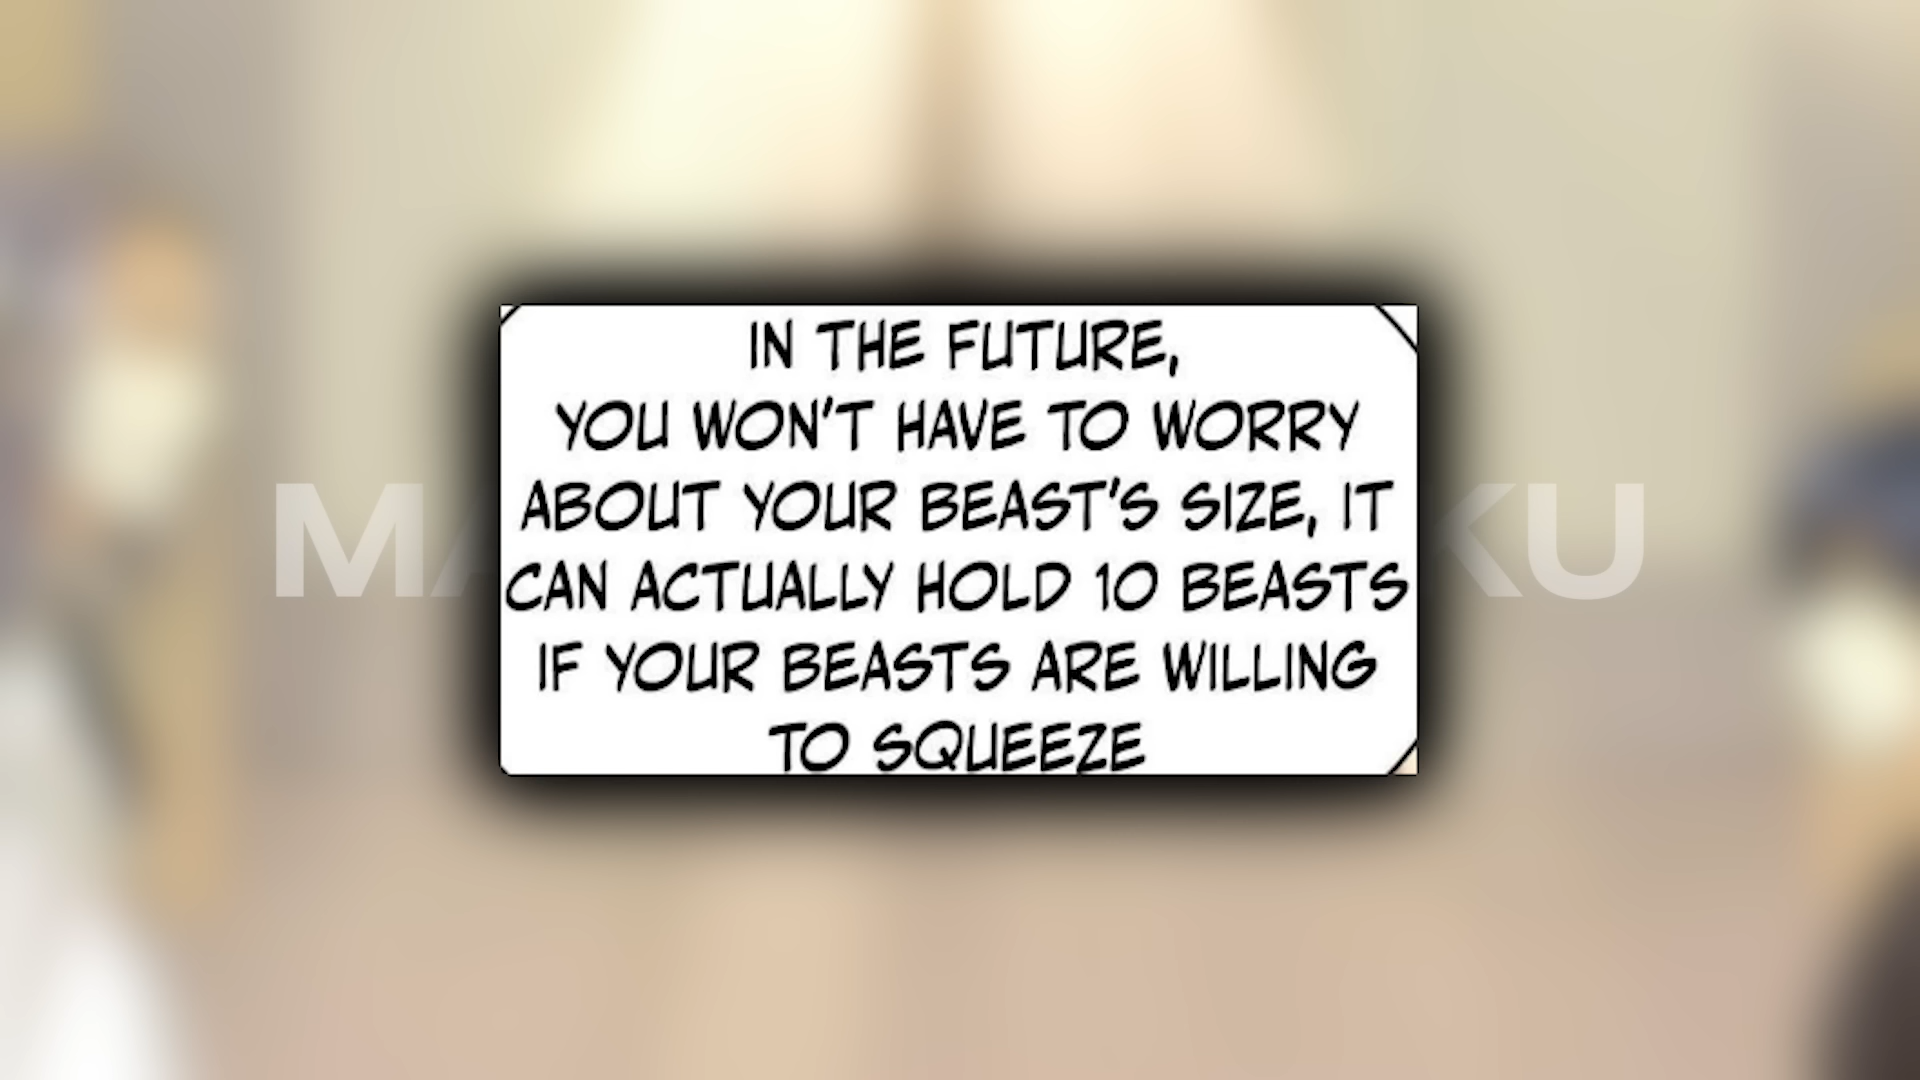 IN THE FUTURE,
YOU WON'T HAVE TO WORRY
ABOUT YOUR BEAST'S SIZE, IT
CAN ACTUALLY HOLD 10 BEASTS
IF YOUR BEASTS ARE WILLING
TO SQUEEZE